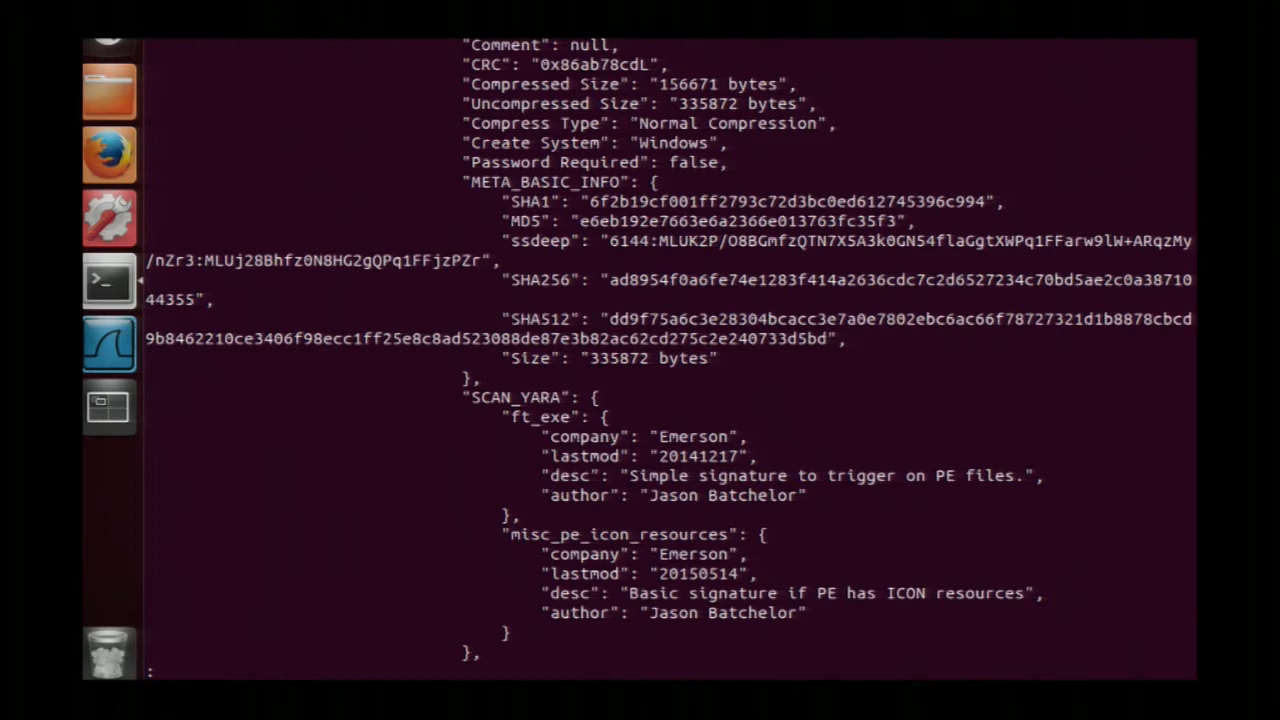 "Comment": null,
"CRC": "0x86ab78cdL",
"Compressed Size": "156671 bytes",
"Uncompressed Size": "335872 bytes",
"Compress Type": "Normal Compression",
"Create System": "Windows",
"Password Required": false,
"META_BASIC_INFO": {
"SHA1": "6f2b19cf001ff2793c72d3bc0ed612745396c994",
"MD5": "e6eb192e7663e6a2366e013763fc35f3",
"ssdeep": "6144:MLUK2P/O8BGmfzQTN7X5A3k0GN54flaGgtXWPq1FFarw9lW+ARqzMy
/nZr3:MLUj28Bhfz0N8HG2gQPq1FFjzPZr",
"SHA256": "ad8954f0a6fe74e1283f414a2636cdc7c2d6527234c70bd5ae2c0a38710
44355",
"SHA512": "dd9f75a6c3e28304bcacc3e7a0e7802ebc6ac66f78727321d1b8878cbcd
9b8462210ce3406f98ecc1ff25e8c8ad523088de87e3b82ac62cd275c2e240733d5bd",
"Size": "335872 bytes"
},
"SCAN_YARA": {
"ft_exe": {
"company": "Emerson",
"lastmod": "20141217",
"desc": "Simple signature to trigger on PE files.",
"author": "Jason Batchelor"
},
"misc_pe_icon_resources": {
"company": "Emerson",
"lastmod": "20150514",
"desc": "Basic signature if PE has ICON resources",
"author": "Jason Batchelor"
}
},
: